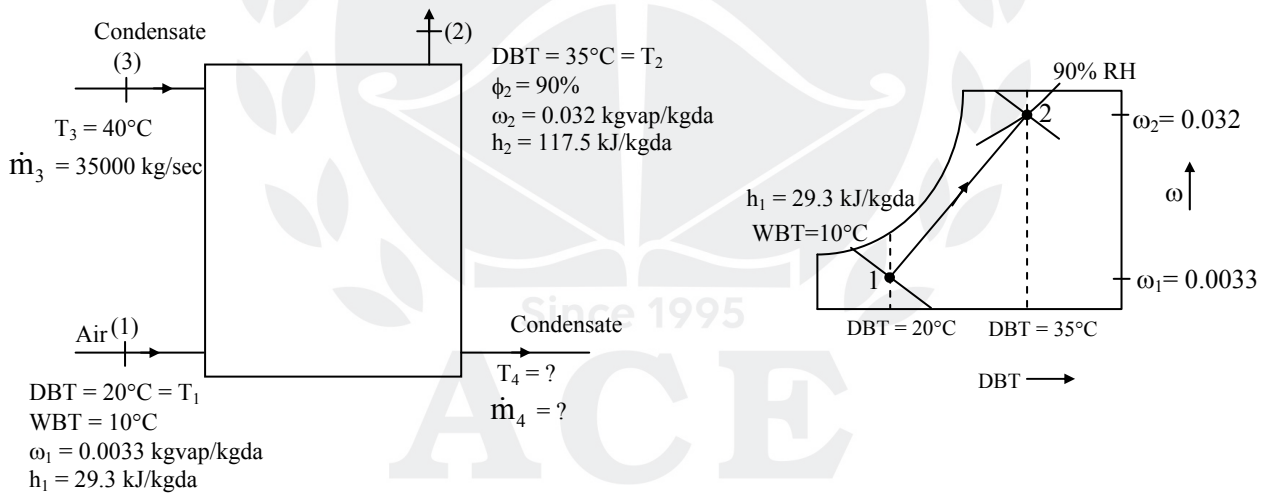 Condensate
(3)
T₃ = 40°C
ṁ₃ = 35000 kg/sec
(2)
DBT = 35°C = T₂
ϕ₂ = 90%
ω₂ = 0.032 kgvap/kgda
h₂ = 117.5 kJ/kgda
Air (1)
DBT = 20°C = T₁
WBT = 10°C
ω₁ = 0.0033 kgvap/kgda
h₁ = 29.3 kJ/kgda
Condensate
T₄ = ?
ṁ₄ = ?
90% RH
2
ω₂= 0.032
ω
h₁ = 29.3 kJ/kgda
WBT=10°C
1
ω₁= 0.0033
DBT = 20°C DBT = 35°C
DBT
Since 1995
ACE